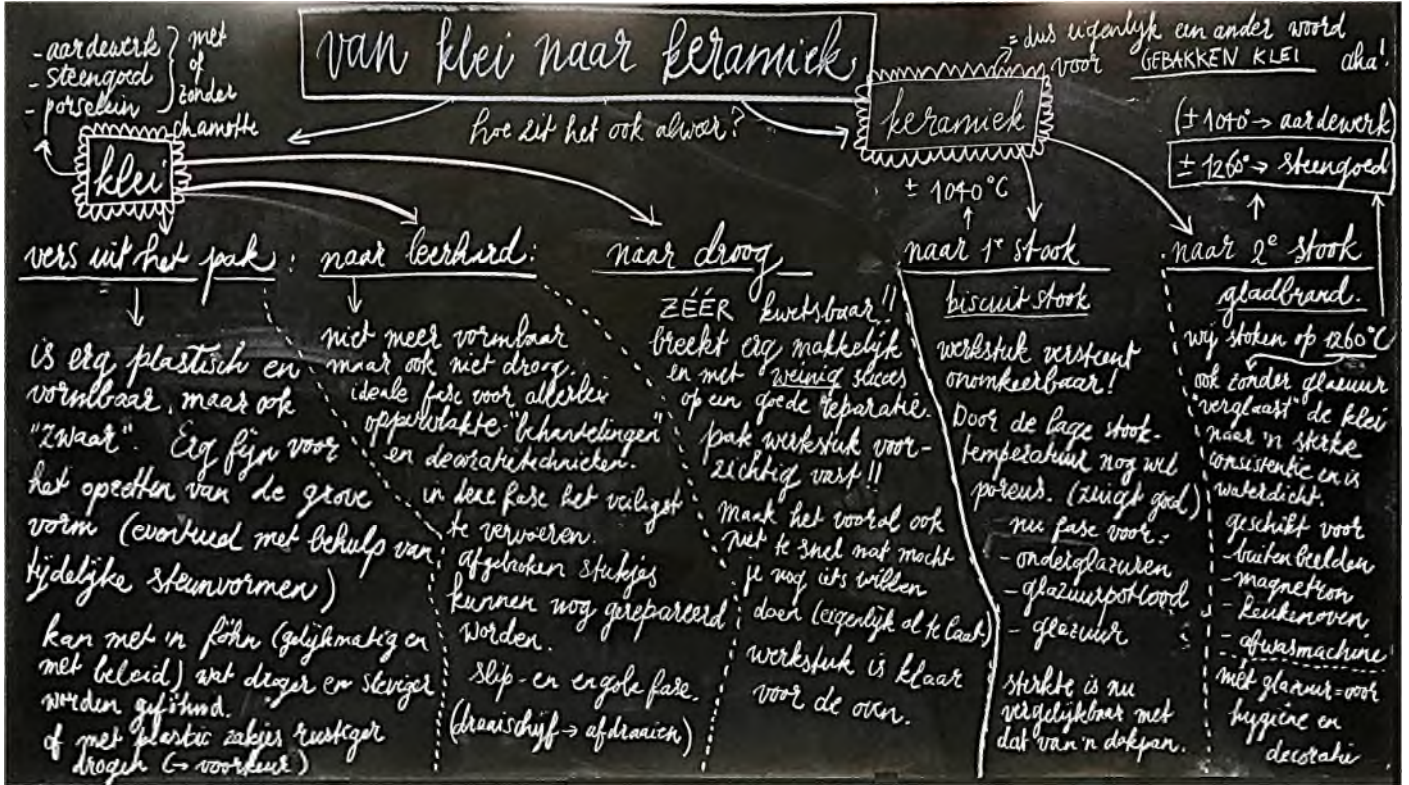 van klei naar keramiek
hoe zit het ook alweer?
- aardewerk
- steengoed
- porselein
met
of
zonder
chamotte
klei
= dus eigenlijk een ander woord
voor GEBAKKEN KLEI aha!
keramiek
vers uit het pak:
is erg plastisch en
vormbaar, maar ook
"zwaar". Erg fijn voor
het opzetten van de grove
vorm (eventueel met behulp van
tijdelijke steunvormen)
kan met 'n föhn (gelijkmatig en
met beleid) wat droger en steviger
worden geföhnd.
of met plastic zakjes rustiger
drogen (→ voorkeur)
naar leerhard:
niet meer vormbaar
maar ook niet droog.
ideale fase voor allerlei
oppervlakte-"behandelingen"
en decoratietechnieken.
in deze fase het veiligst
te vervoeren.
afgebroken stukjes
kunnen nog gerepareerd
worden.
slip- en engobe fase.
(draaischijf → afdraaien)
naar droog
ZÉÉR kwetsbaar!!
breekt erg makkelijk
en met weinig succes
op een goede reparatie.
pak werkstuk voor-
zichtig vast!!
Maak het vooral ook
niet te snel nat mocht
je nog iets willen
doen (eigenlijk al te laat)
werkstuk is klaar
voor de oven.
± 1040°C
naar 1e stook
biscuit stook
werkstuk versteent
onomkeerbaar!
Door de lage stook-
temperatuur nog wel
poreus. (zuigt goed)
nu fase voor:
- onderglazuren
- glazuurpotlood
- glazuur
sterkte is nu
vergelijkbaar met
dat van 'n dakpan.
(± 1040° → aardewerk)
± 1260° → steengoed
naar 2e stook
gladbrand.
wij stoken op 1260°C
ook zonder glazuur
"verglaast" de klei
naar 'n sterke
consistentie en is
waterdicht.
geschikt voor
- buitenbeelden
- magnetron
- keukenoven
- afwasmachine
mét glazuur = voor
hygiëne en
decoratie